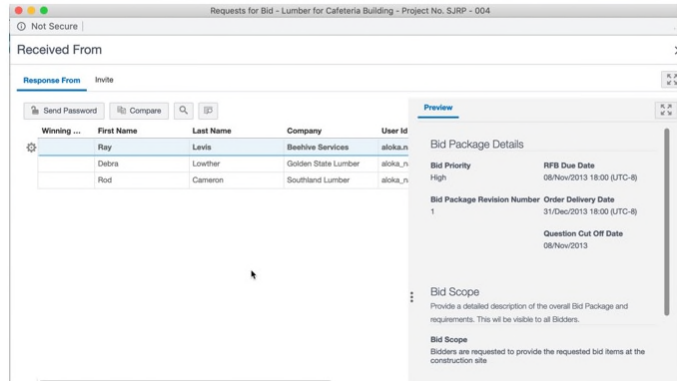 Requests for Bid - Lumber for Cafeteria Building - Project No. SJRP - 004
Not Secure
Received From
Response From Invite
Send Password Compare
Winning ... First Name Last Name Company User Id
Ray Levis Beehive Services aloka.n
Debra Lowther Golden State Lumber aloka_n
Rod Cameron Southland Lumber aloka_n
Preview
Bid Package Details
Bid Priority RFB Due Date
High 08/Nov/2013 18:00 (UTC-8)
Bid Package Revision Number Order Delivery Date
1 31/Dec/2013 18:00 (UTC-8)
Question Cut Off Date
08/Nov/2013
Bid Scope
Provide a detailed description of the overall Bid Package and
requirements. This wil be visible to all Bidders.
Bid Scope
Bidders are requested to provide the requested bid items at the
construction site